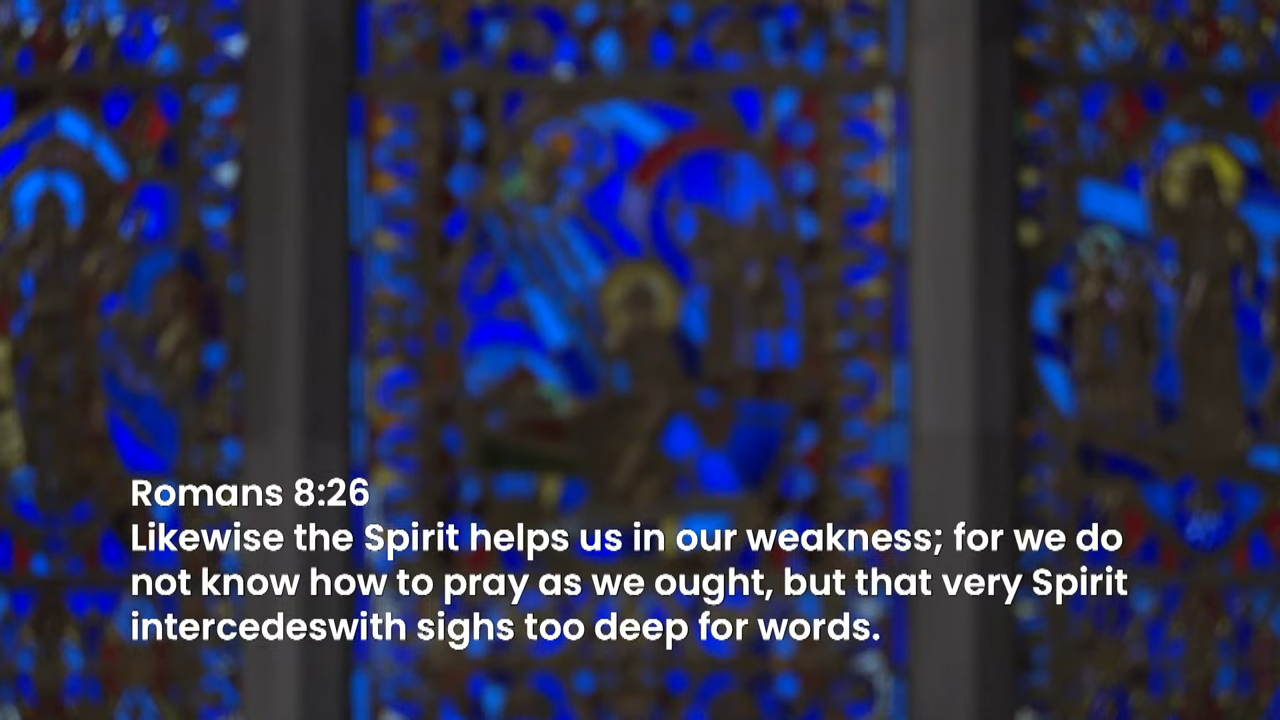 Romans 8:26
Likewise the Spirit helps us in our weakness; for we do
not know how to pray as we ought, but that very Spirit
intercedeswith sighs too deep for words.